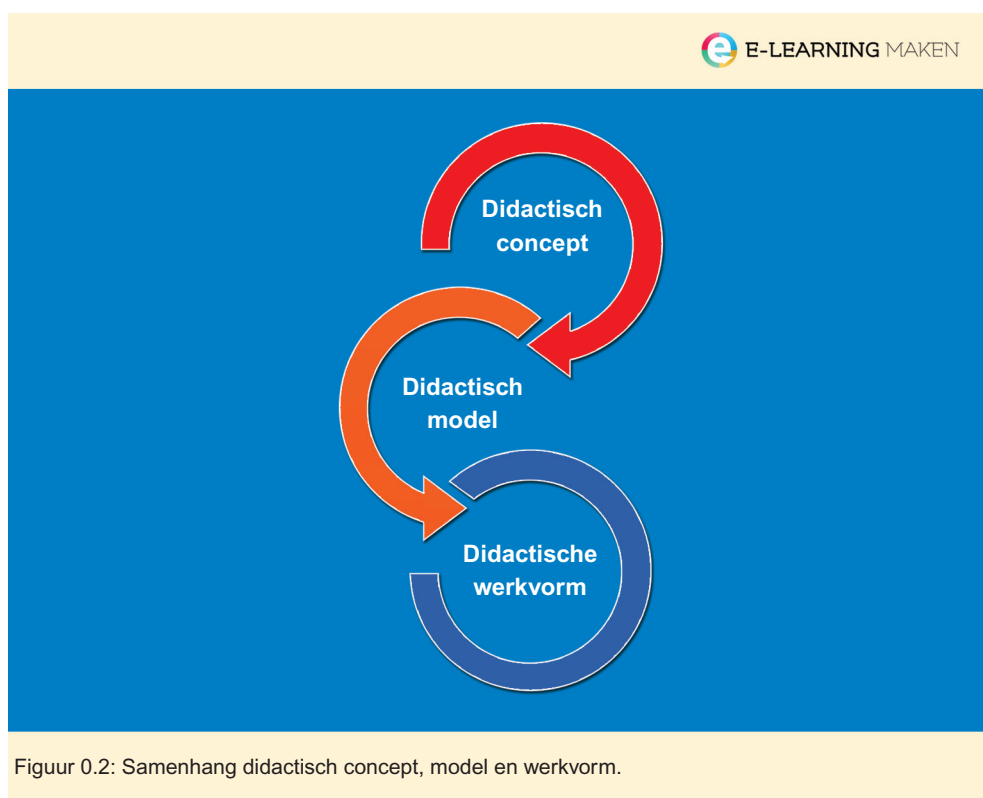 E-LEARNING MAKEN
Didactisch
concept
Didactisch
model
Didactische
werkvorm
Figuur 0.2: Samenhang didactisch concept, model en werkvorm.